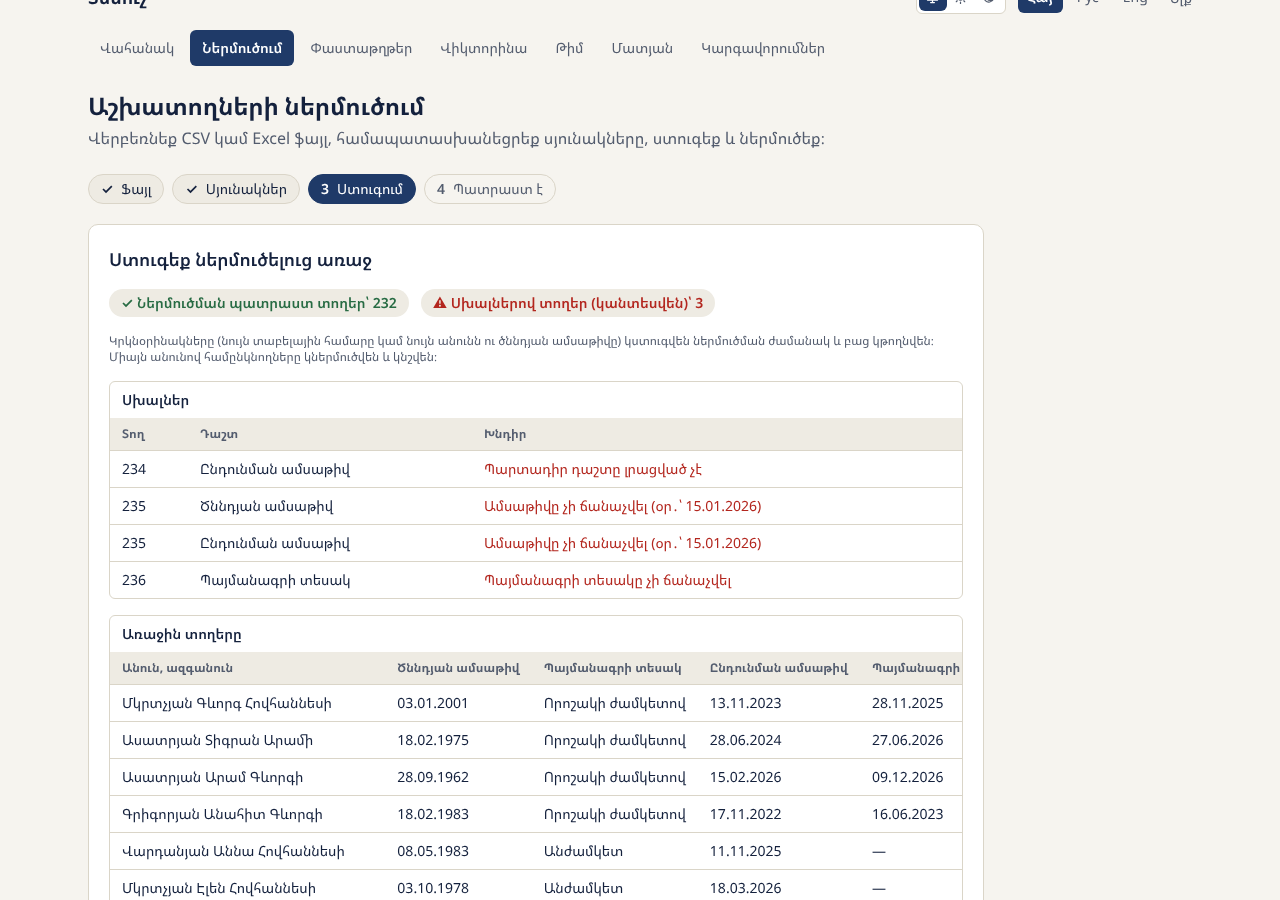 Հայ Рус Eng Ելք
Վահանակ Ներմուծում Փաստաթղթեր Վիկտորինա Թիմ Մատյան Կարգավորումներ
Աշխատողների ներմուծում
Վերբեռնեք CSV կամ Excel ֆայլ, համապատասխանեցրեք սյունակները, ստուգեք և ներմուծեք:
✓ Ֆայլ ✓ Սյունակներ 3 Ստուգում 4 Պատրաստ է
Ստուգեք ներմուծելուց առաջ
✓ Ներմուծման պատրաստ տողեր՝ 232 Սխալներով տողեր (կանտեսվեն)՝ 3
Կրկնօրինակները (նույն տաբելային համարը կամ նույն անունն ու ծննդյան ամսաթիվը) կստուգվեն ներմուծման ժամանակ և բաց կթողնվեն:
Միայն անունով համընկնողները կներմուծվեն և կնշվեն:
Սխալներ
Տող Դաշտ Խնդիր
234 Ընդունման ամսաթիվ Պարտադիր դաշտը լրացված չէ
235 Ծննդյան ամսաթիվ Ամսաթիվը չի ճանաչվել (օր․՝ 15.01.2026)
235 Ընդունման ամսաթիվ Ամսաթիվը չի ճանաչվել (օր․՝ 15.01.2026)
236 Պայմանագրի տեսակ Պայմանագրի տեսակը չի ճանաչվել
Առաջին տողերը
Անուն, ազգանուն Ծննդյան ամսաթիվ Պայմանագրի տեսակ Ընդունման ամսաթիվ Պայմանագրի
Մկրտչյան Գևորգ Հովհաննեսի 03.01.2001 Որոշակի ժամկետով 13.11.2023 28.11.2025
Ասատրյան Տիգրան Արամի 18.02.1975 Որոշակի ժամկետով 28.06.2024 27.06.2026
Ասատրյան Արամ Գևորգի 28.09.1962 Որոշակի ժամկետով 15.02.2026 09.12.2026
Գրիգորյան Անահիտ Գևորգի 18.02.1983 Որոշակի ժամկետով 17.11.2022 16.06.2023
Վարդանյան Աննա Հովհաննեսի 08.05.1983 Անժամկետ 11.11.2025 —
Մկրտչյան Էլեն Հովհաննեսի 03.10.1978 Անժամկետ 18.03.2026 —